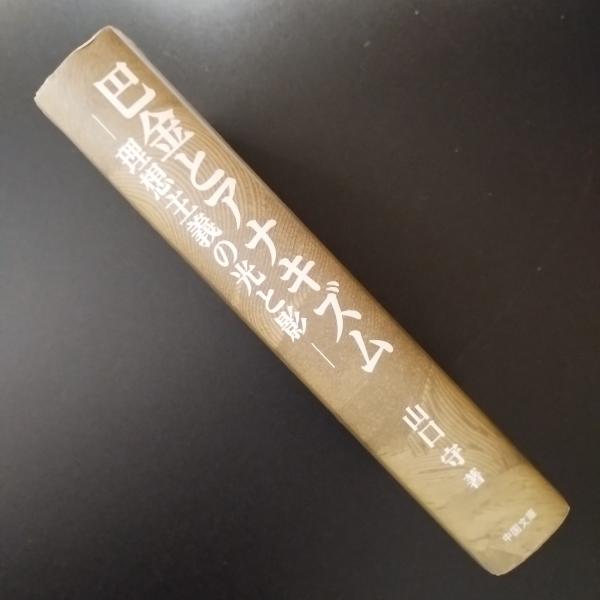 巴金とアナキズム
―理想主義の光と影―
山口 守 著
中国文庫